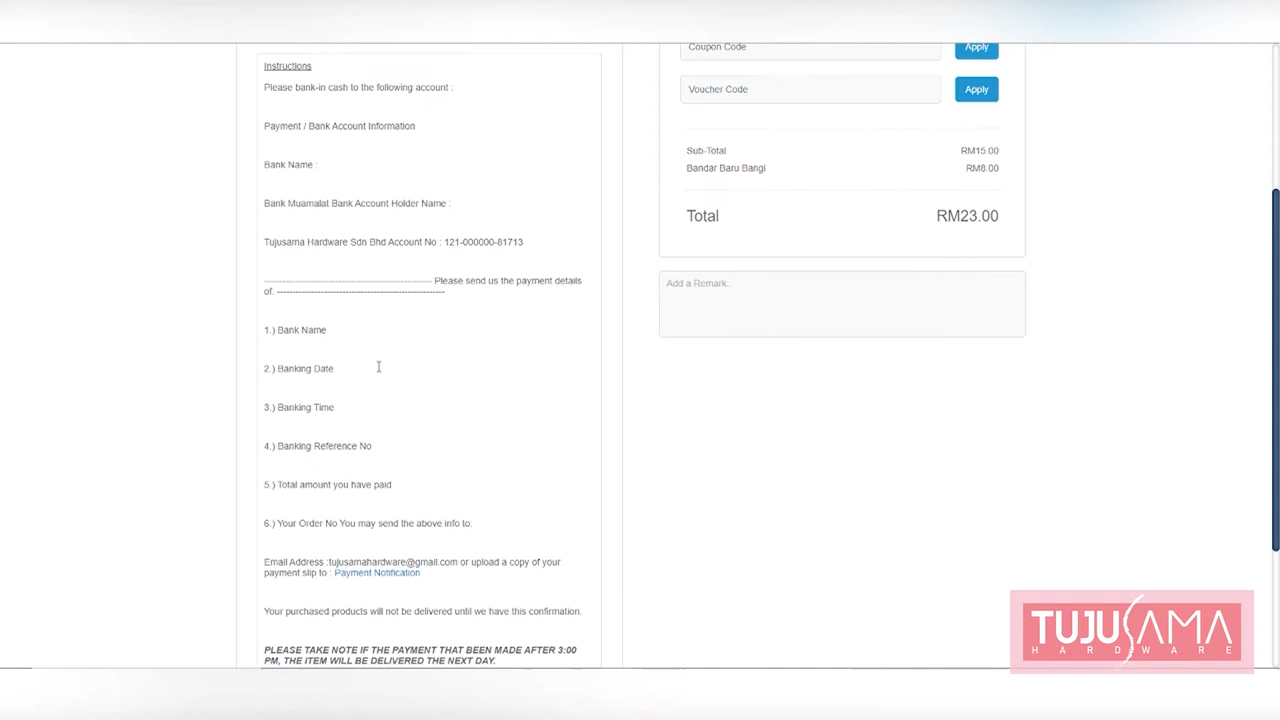 Instructions
Please bank-in cash to the following account :
Payment / Bank Account Information
Bank Name :
Bank Muamalat Bank Account Holder Name :
Tujusama Hardware Sdn Bhd Account No : 121-000000-81713
------------------------------------------------------- Please send us the payment details
of. -------------------------------------------------------
1.) Bank Name
2.) Banking Date
3.) Banking Time
4.) Banking Reference No
5.) Total amount you have paid
6.) Your Order No You may send the above info to:
Email Address :tujusamahardware@gmail.com or upload a copy of your
payment slip to : Payment Notification
Your purchased products will not be delivered until we have this confirmation.
PLEASE TAKE NOTE IF THE PAYMENT THAT BEEN MADE AFTER 3:00
PM, THE ITEM WILL BE DELIVERED THE NEXT DAY.
Coupon Code Apply
Voucher Code Apply
Sub-Total RM15.00
Bandar Baru Bangi RM8.00
Total RM23.00
Add a Remark..
TUJUSAMA
HARDWARE